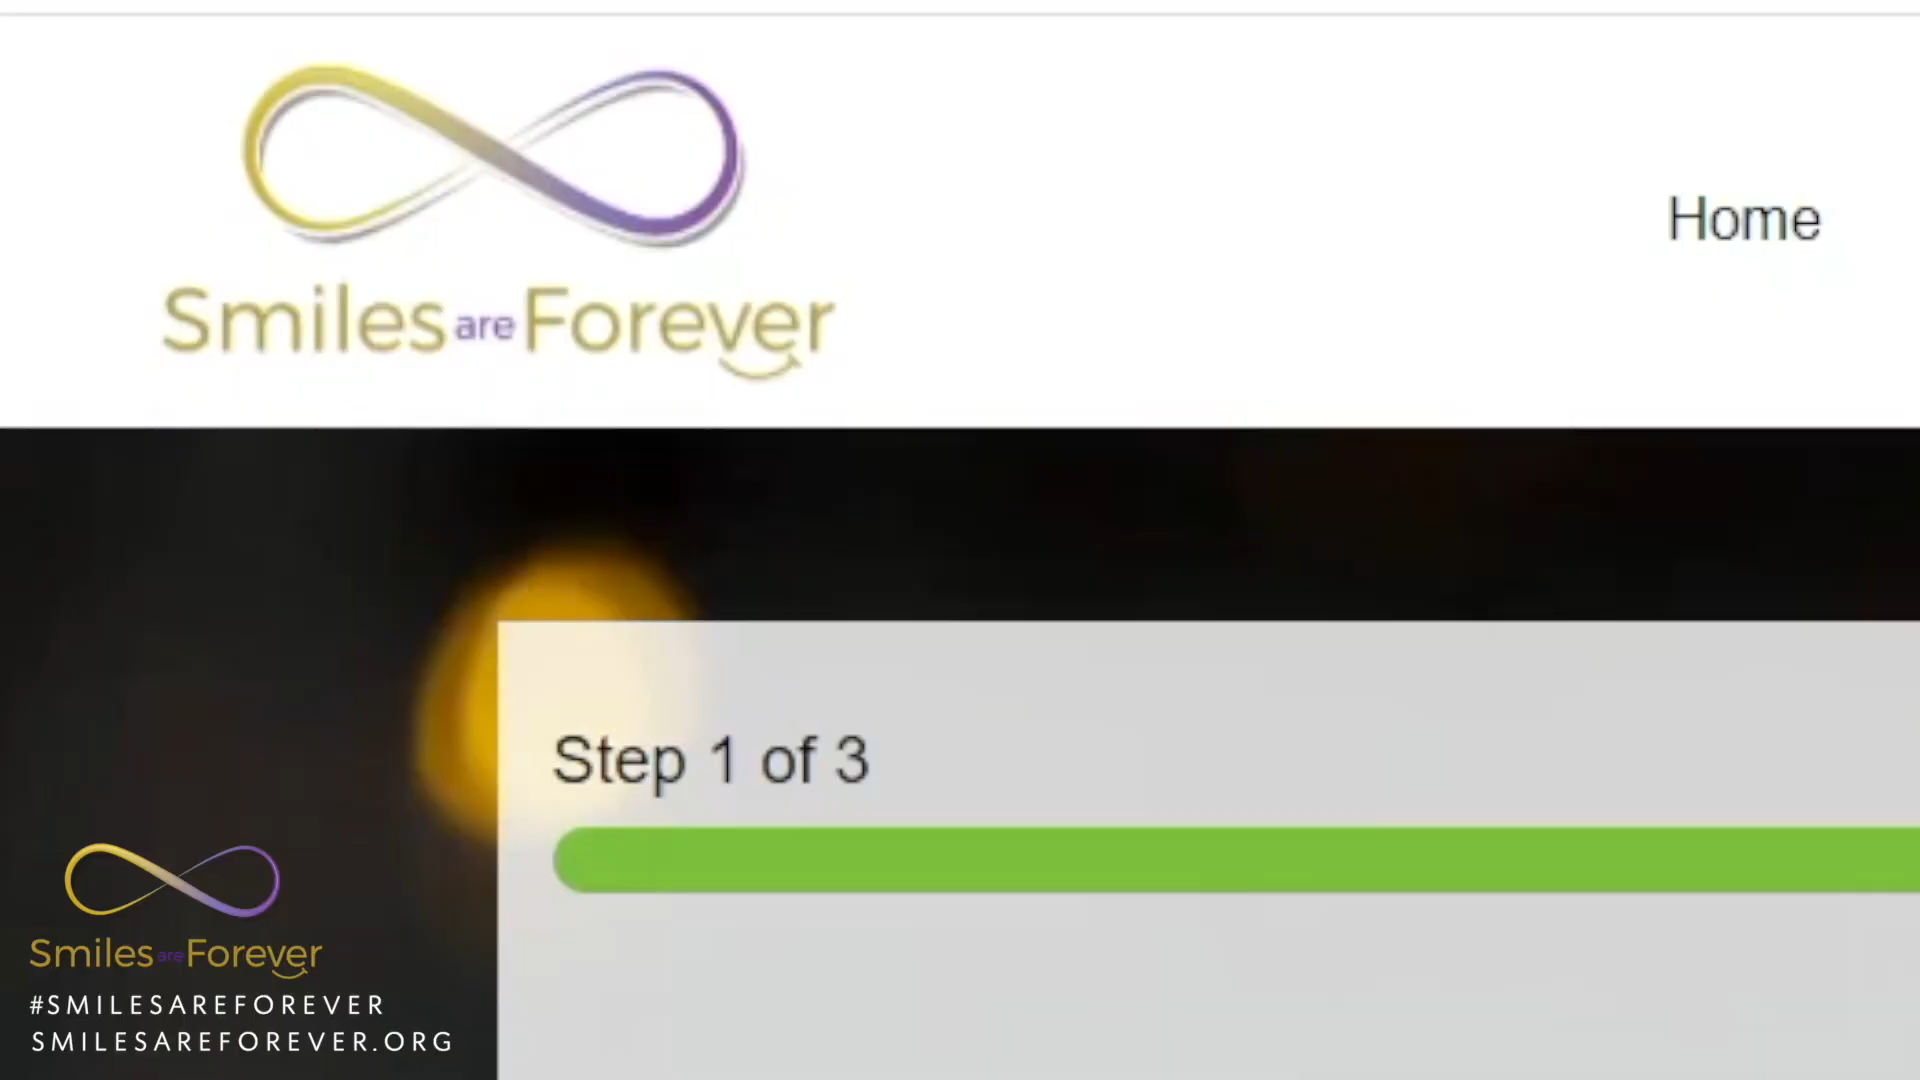 Home
Smiles are Forever
Step 1 of 3
Smiles are Forever
#SMILESAREFOREVER
SMILESAREFOREVER.ORG